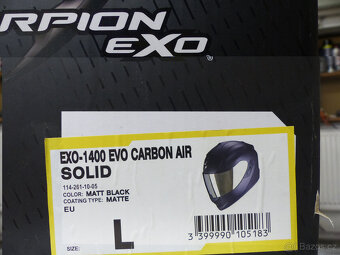 RPION
EXO
EXO-1400 EVO CARBON AIR
SOLID
114-261-10-05
COLOR: MATT BLACK
COATING TYPE: MATTE
EU
SIZE:
L
3 399990 105183